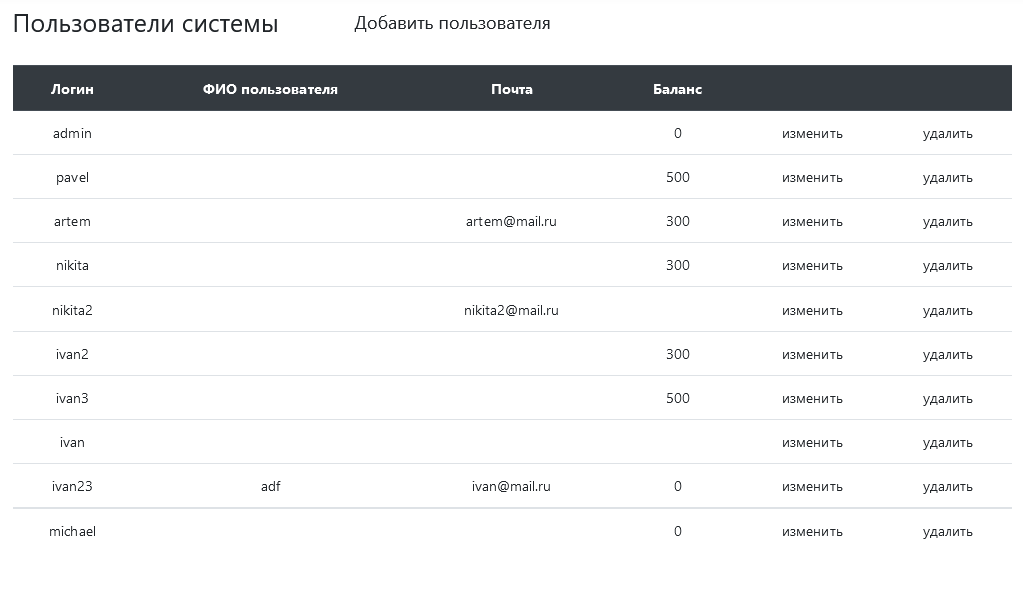 Пользователи системы Добавить пользователя
Логин ФИО пользователя Почта Баланс
admin 0 изменить удалить
pavel 500 изменить удалить
artem artem@mail.ru 300 изменить удалить
nikita 300 изменить удалить
nikita2 nikita2@mail.ru изменить удалить
ivan2 300 изменить удалить
ivan3 500 изменить удалить
ivan изменить удалить
ivan23 adf ivan@mail.ru 0 изменить удалить
michael 0 изменить удалить